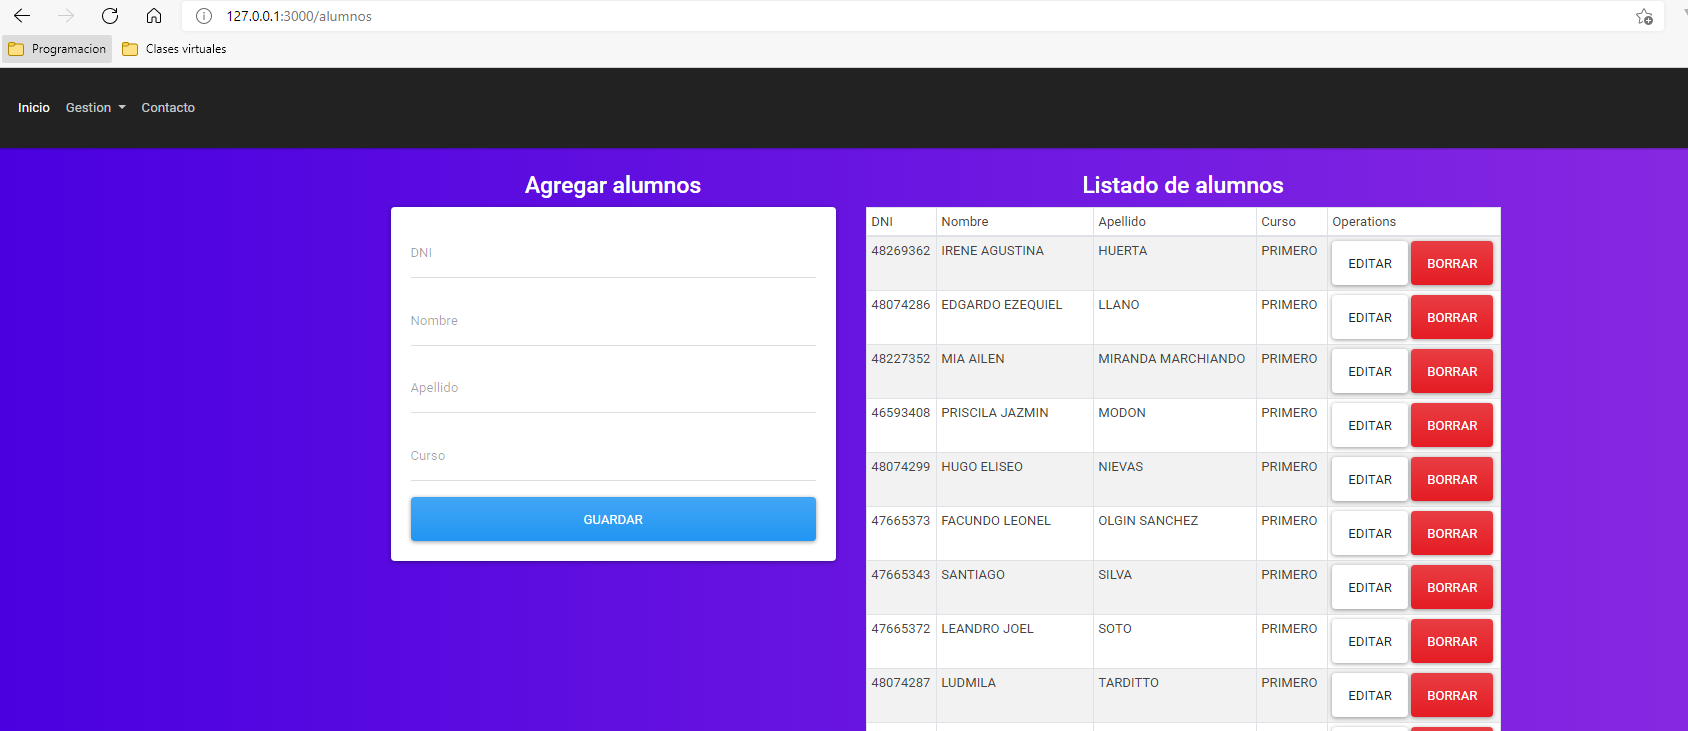 127.0.0.1:3000/alumnos
Programacion Clases virtuales
Inicio Gestion Contacto
Agregar alumnos
DNI
Nombre
Apellido
Curso
GUARDAR
Listado de alumnos
DNI Nombre Apellido Curso Operations
48269362 IRENE AGUSTINA HUERTA PRIMERO EDITAR BORRAR
48074286 EDGARDO EZEQUIEL LLANO PRIMERO EDITAR BORRAR
48227352 MIA AILEN MIRANDA MARCHIANDO PRIMERO EDITAR BORRAR
46593408 PRISCILA JAZMIN MODON PRIMERO EDITAR BORRAR
48074299 HUGO ELISEO NIEVAS PRIMERO EDITAR BORRAR
47665373 FACUNDO LEONEL OLGIN SANCHEZ PRIMERO EDITAR BORRAR
47665343 SANTIAGO SILVA PRIMERO EDITAR BORRAR
47665372 LEANDRO JOEL SOTO PRIMERO EDITAR BORRAR
48074287 LUDMILA TARDITTO PRIMERO EDITAR BORRAR